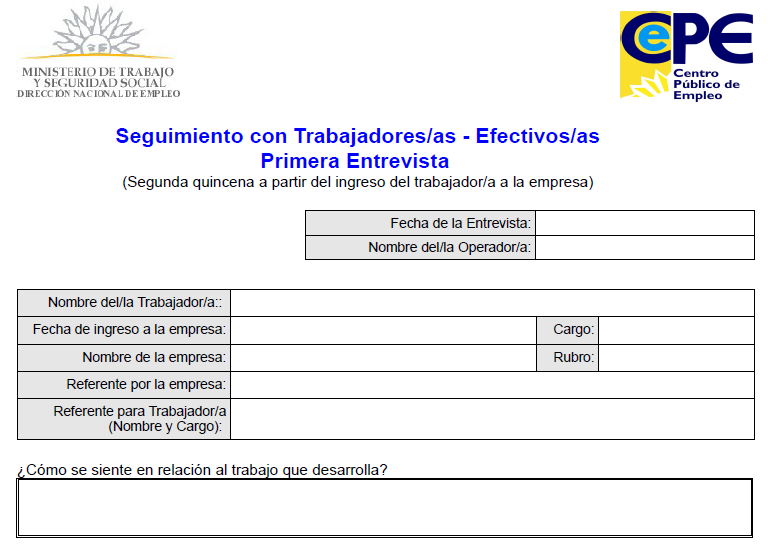 MINISTERIO DE TRABAJO
Y SEGURIDAD SOCIAL
DIRECCIÓN NACIONAL DE EMPLEO
CePE
Centro
Público de
Empleo
Seguimiento con Trabajadores/as - Efectivos/as
Primera Entrevista
(Segunda quincena a partir del ingreso del trabajador/a a la empresa)
Fecha de la Entrevista:
Nombre del/la Operador/a:
Nombre del/la Trabajador/a::
Fecha de ingreso a la empresa: Cargo:
Nombre de la empresa: Rubro:
Referente por la empresa:
Referente para Trabajador/a
(Nombre y Cargo):
¿Cómo se siente en relación al trabajo que desarrolla?